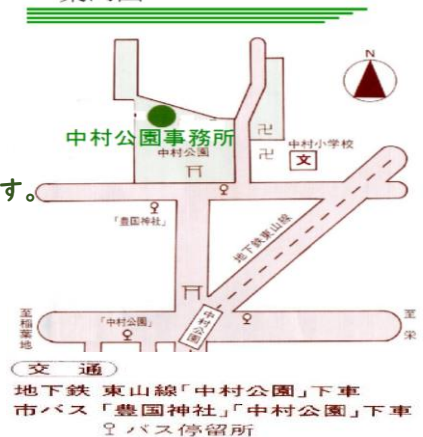 N
中村公園事務所
中村公園
卍
卍
中村小学校
文
す。
「豊国神社」
地下鉄東山線
至稲葉地
「中村公園」
中村公園
至栄
交通
地下鉄 東山線「中村公園」下車
市バス 「豊国神社」「中村公園」下車
バス停留所